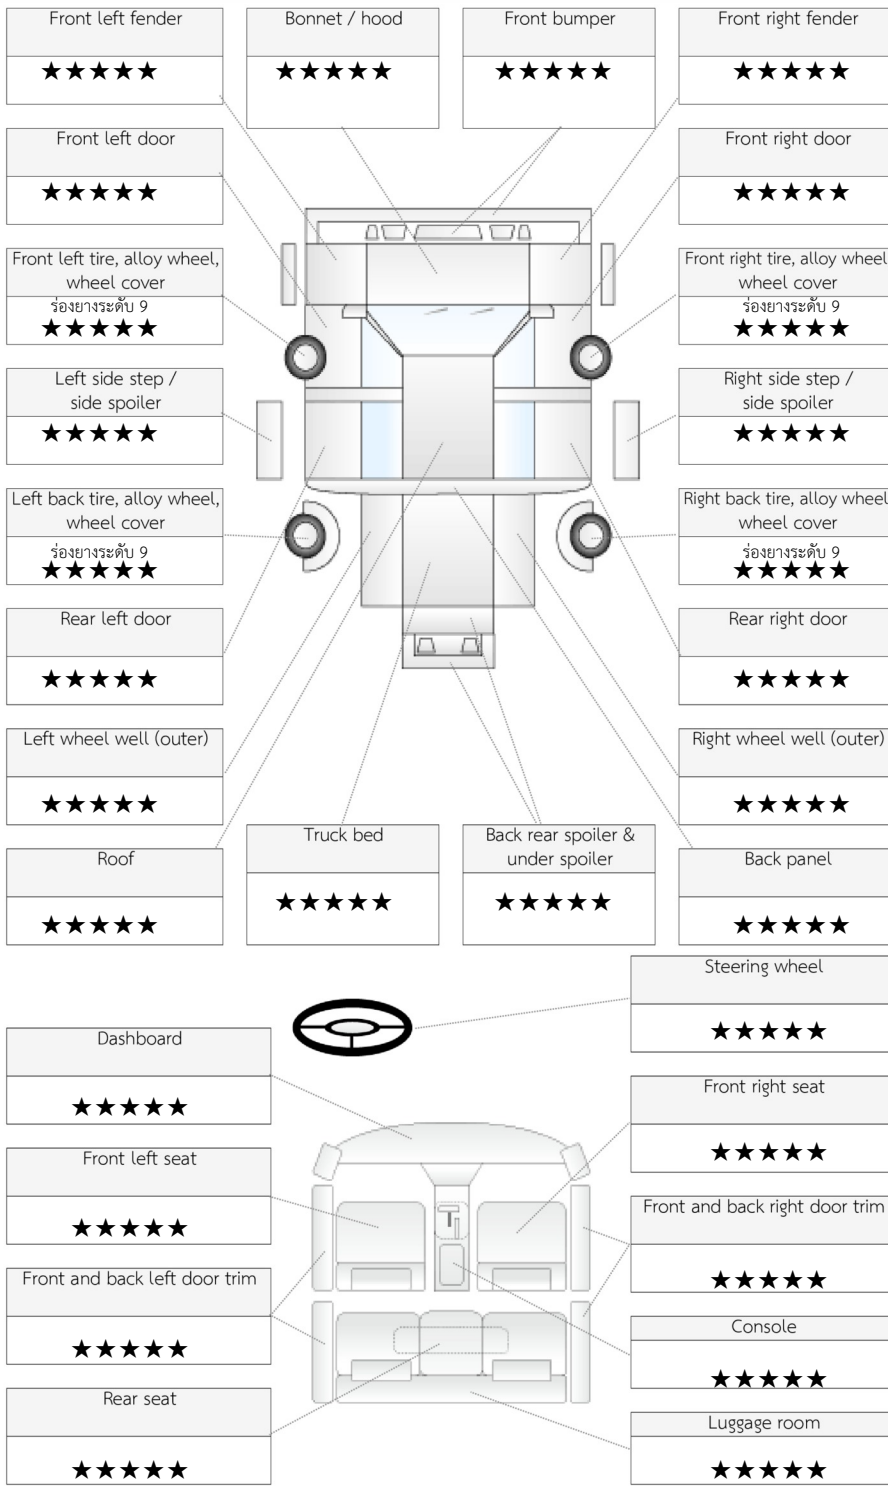 Front left fender
★★★★★
Bonnet / hood
★★★★★
Front bumper
★★★★★
Front right fender
★★★★★
Front left door
★★★★★
Front right door
★★★★★
Front left tire, alloy wheel,
wheel cover
ร่องยางระดับ 9
★★★★★
Front right tire, alloy wheel
wheel cover
ร่องยางระดับ 9
★★★★★
Left side step /
side spoiler
★★★★★
Right side step /
side spoiler
★★★★★
Left back tire, alloy wheel,
wheel cover
ร่องยางระดับ 9
★★★★★
Right back tire, alloy wheel
wheel cover
ร่องยางระดับ 9
★★★★★
Rear left door
★★★★★
Rear right door
★★★★★
Left wheel well (outer)
★★★★★
Right wheel well (outer)
★★★★★
Roof
★★★★★
Truck bed
★★★★★
Back rear spoiler &
under spoiler
★★★★★
Back panel
★★★★★
Steering wheel
★★★★★
Dashboard
★★★★★
Front right seat
★★★★★
Front left seat
★★★★★
Front and back right door trim
★★★★★
Front and back left door trim
★★★★★
Console
★★★★★
Rear seat
★★★★★
Luggage room
★★★★★